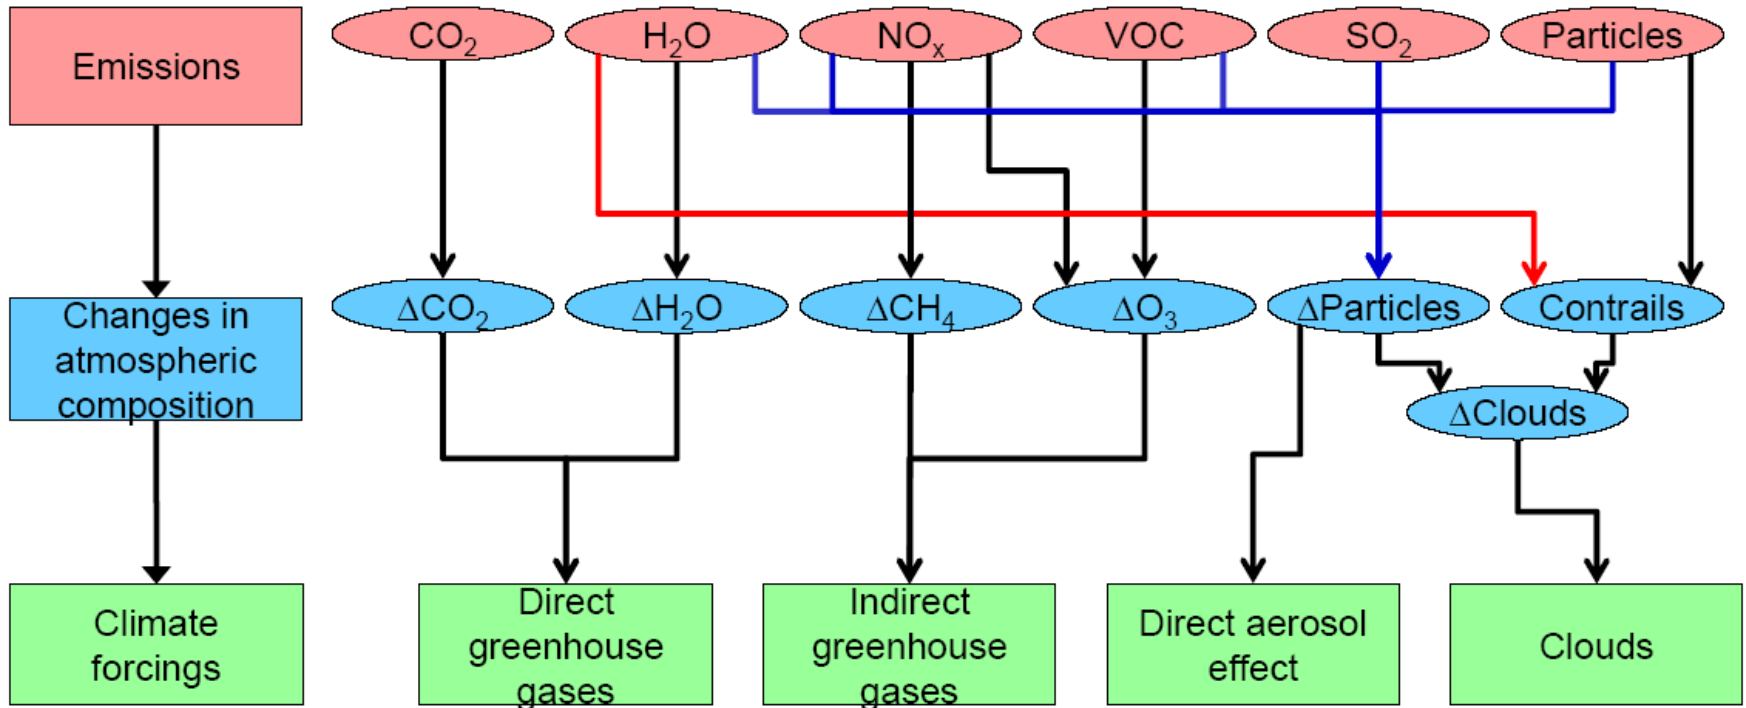 Emissions
CO₂
H₂O
NOₓ
VOC
SO₂
Particles
Changes in
atmospheric
composition
ΔCO₂
ΔH₂O
ΔCH₄
ΔO₃
ΔParticles
Contrails
ΔClouds
Climate
forcings
Direct
greenhouse
gases
Indirect
greenhouse
gases
Direct aerosol
effect
Clouds